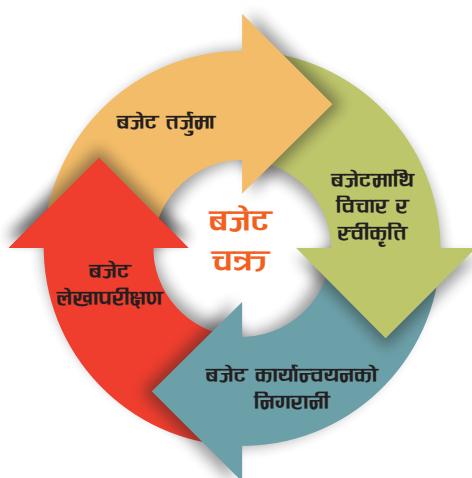 बजेट तर्जुमा
बजेटमाथि
विचार र
स्वीकृति
बजेट
चक्र
बजेट
लेखापरीक्षण
बजेट कार्यान्वयनको
निगरानी